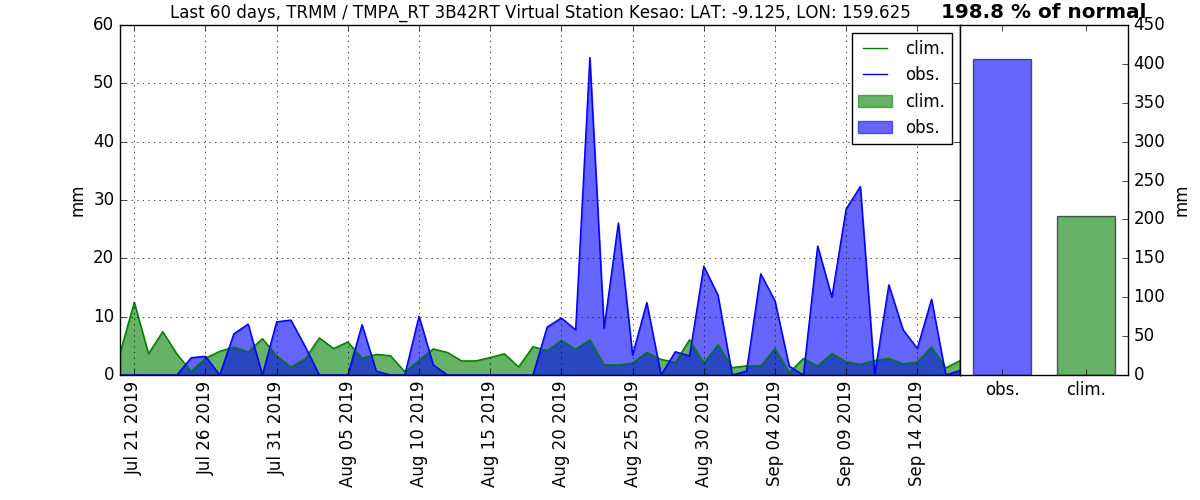 Last 60 days, TRMM / TMPA_RT 3B42RT Virtual Station Kesao: LAT: -9.125, LON: 159.625
198.8 % of normal
60
50
40
30
20
10
0
mm
clim.
obs.
clim.
obs.
Jul 21 2019
Jul 26 2019
Jul 31 2019
Aug 05 2019
Aug 10 2019
Aug 15 2019
Aug 20 2019
Aug 25 2019
Aug 30 2019
Sep 04 2019
Sep 09 2019
Sep 14 2019
450
400
350
300
250
200
150
100
50
0
mm
obs.
clim.